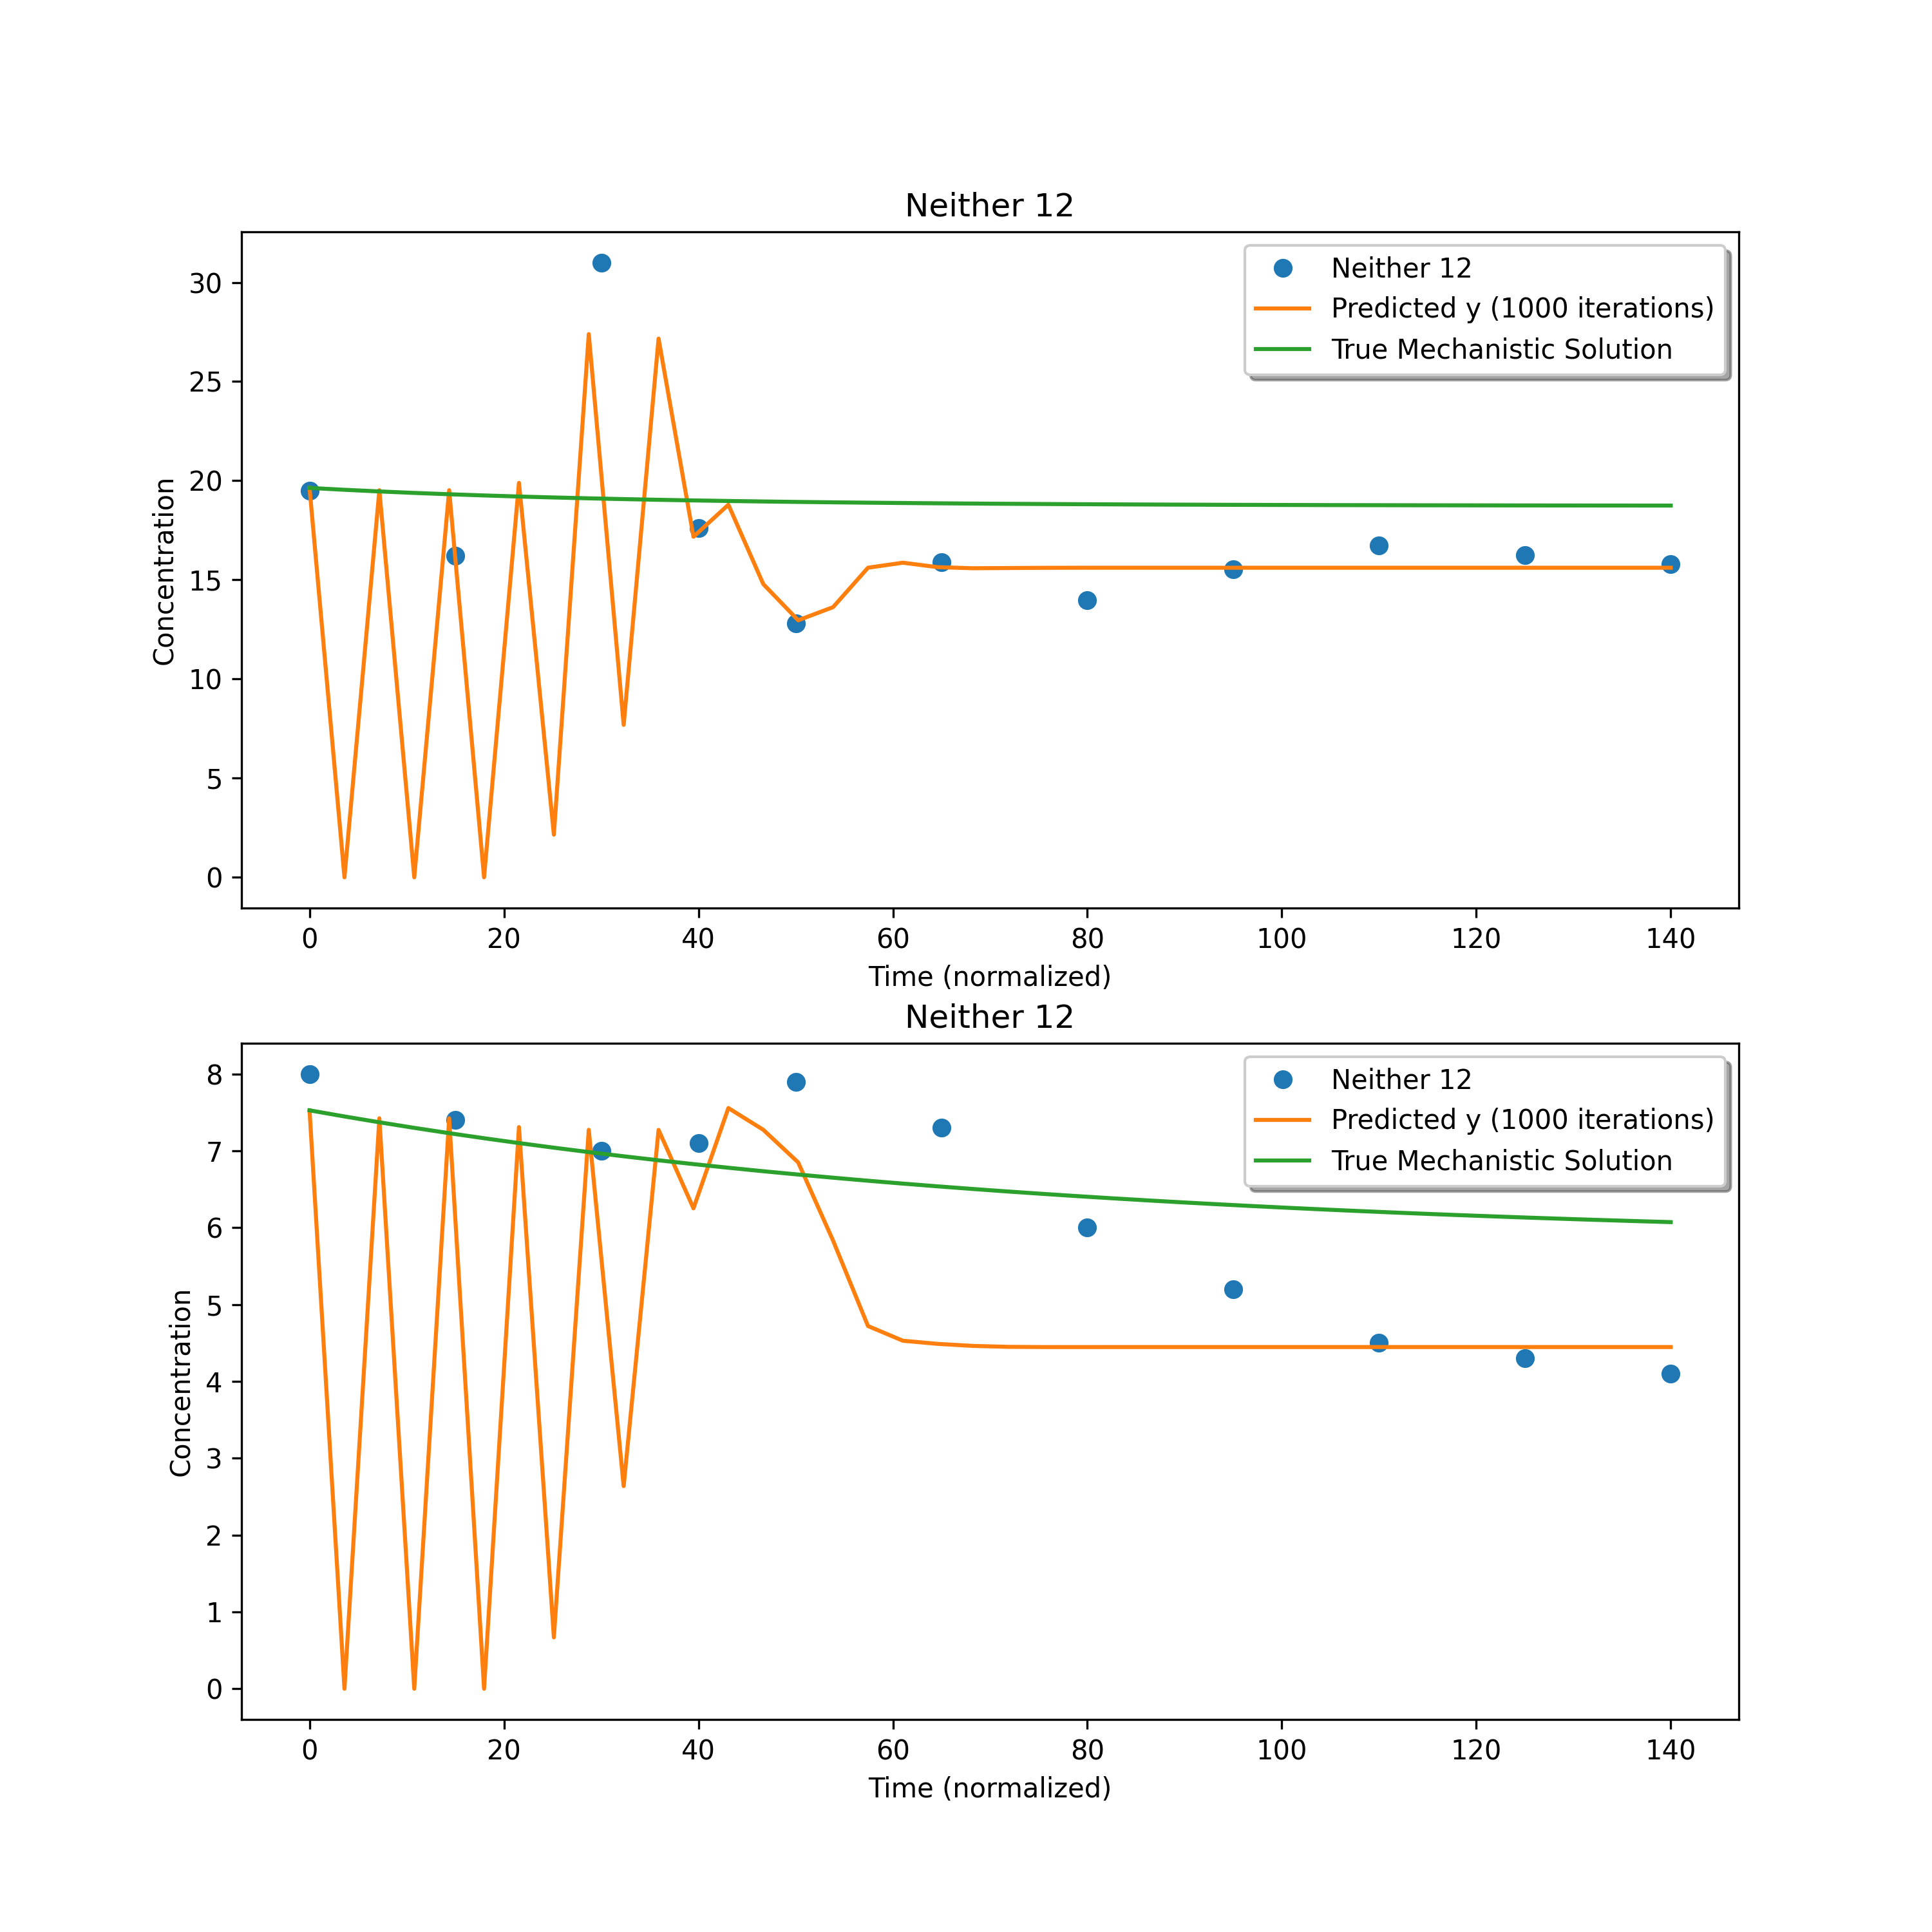 Neither 12
30
25
20
15
10
5
0
Concentration
Neither 12
Predicted y (1000 iterations)
True Mechanistic Solution
0 20 40 60 80 100 120 140
Time (normalized)
Neither 12
8
7
6
5
4
3
2
1
0
Concentration
Neither 12
Predicted y (1000 iterations)
True Mechanistic Solution
0 20 40 60 80 100 120 140
Time (normalized)